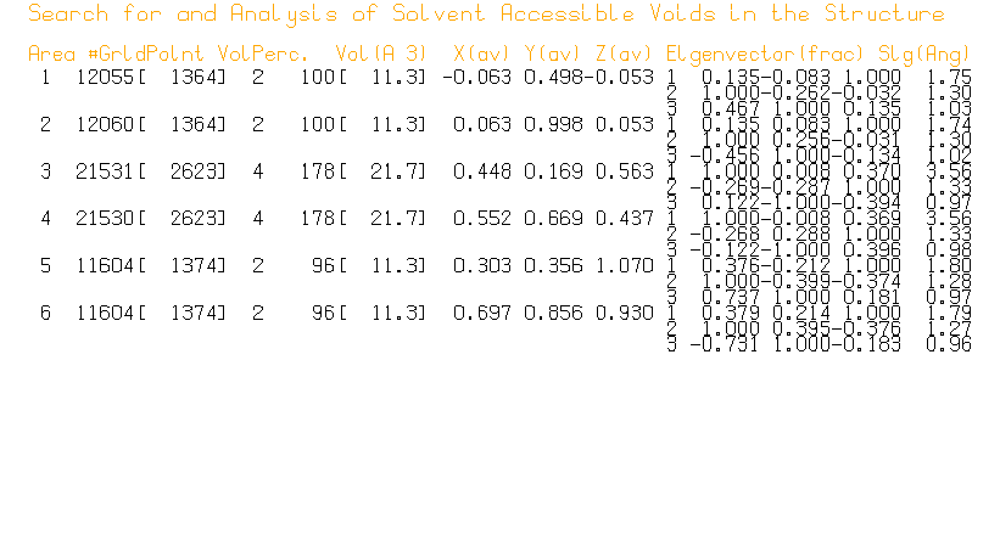 Search for and Analysis of Solvent Accessible Voids in the Structure
Area #GridPoint VolPerc. Vol(A 3) X(av) Y(av) Z(av) Eigenvector(frac) Sig(Ang)
1 12055[ 1364] 2 100[ 11.3] -0.063 0.498-0.053 1 0.135-0.083 1.000 1.75
2 1.000-0.262-0.032 1.30
3 0.467 1.000 0.135 1.03
2 12060[ 1364] 2 100[ 11.3] 0.063 0.998 0.053 1 0.135 0.083 1.000 1.74
2 1.000 0.256-0.031 1.30
3 -0.456 1.000-0.134 1.02
3 21531[ 2623] 4 178[ 21.7] 0.448 0.169 0.563 1 1.000 0.008 0.370 3.56
2 -0.269-0.287 1.000 1.33
3 0.122-1.000-0.394 0.97
4 21530[ 2623] 4 178[ 21.7] 0.552 0.669 0.437 1 1.000-0.008 0.369 3.56
2 -0.268 0.288 1.000 1.33
3 -0.122-1.000 0.396 0.98
5 11604[ 1374] 2 96[ 11.3] 0.303 0.356 1.070 1 0.376-0.212 1.000 1.80
2 1.000-0.399-0.374 1.28
3 0.737 1.000 0.181 0.97
6 11604[ 1374] 2 96[ 11.3] 0.697 0.856 0.930 1 0.379 0.214 1.000 1.79
2 1.000 0.395-0.376 1.27
3 -0.731 1.000-0.183 0.96